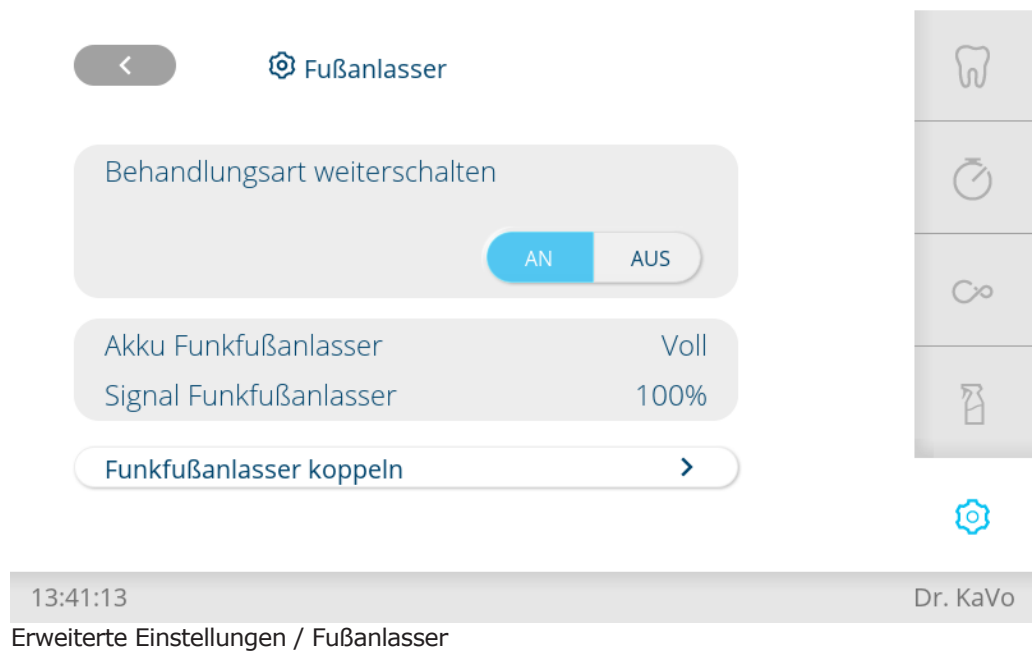 Fußanlasser
Behandlungsart weiterschalten
AN AUS
Akku Funkfußanlasser Voll
Signal Funkfußanlasser 100%
Funkfußanlasser koppeln
13:41:13 Dr. KaVo
Erweiterte Einstellungen / Fußanlasser